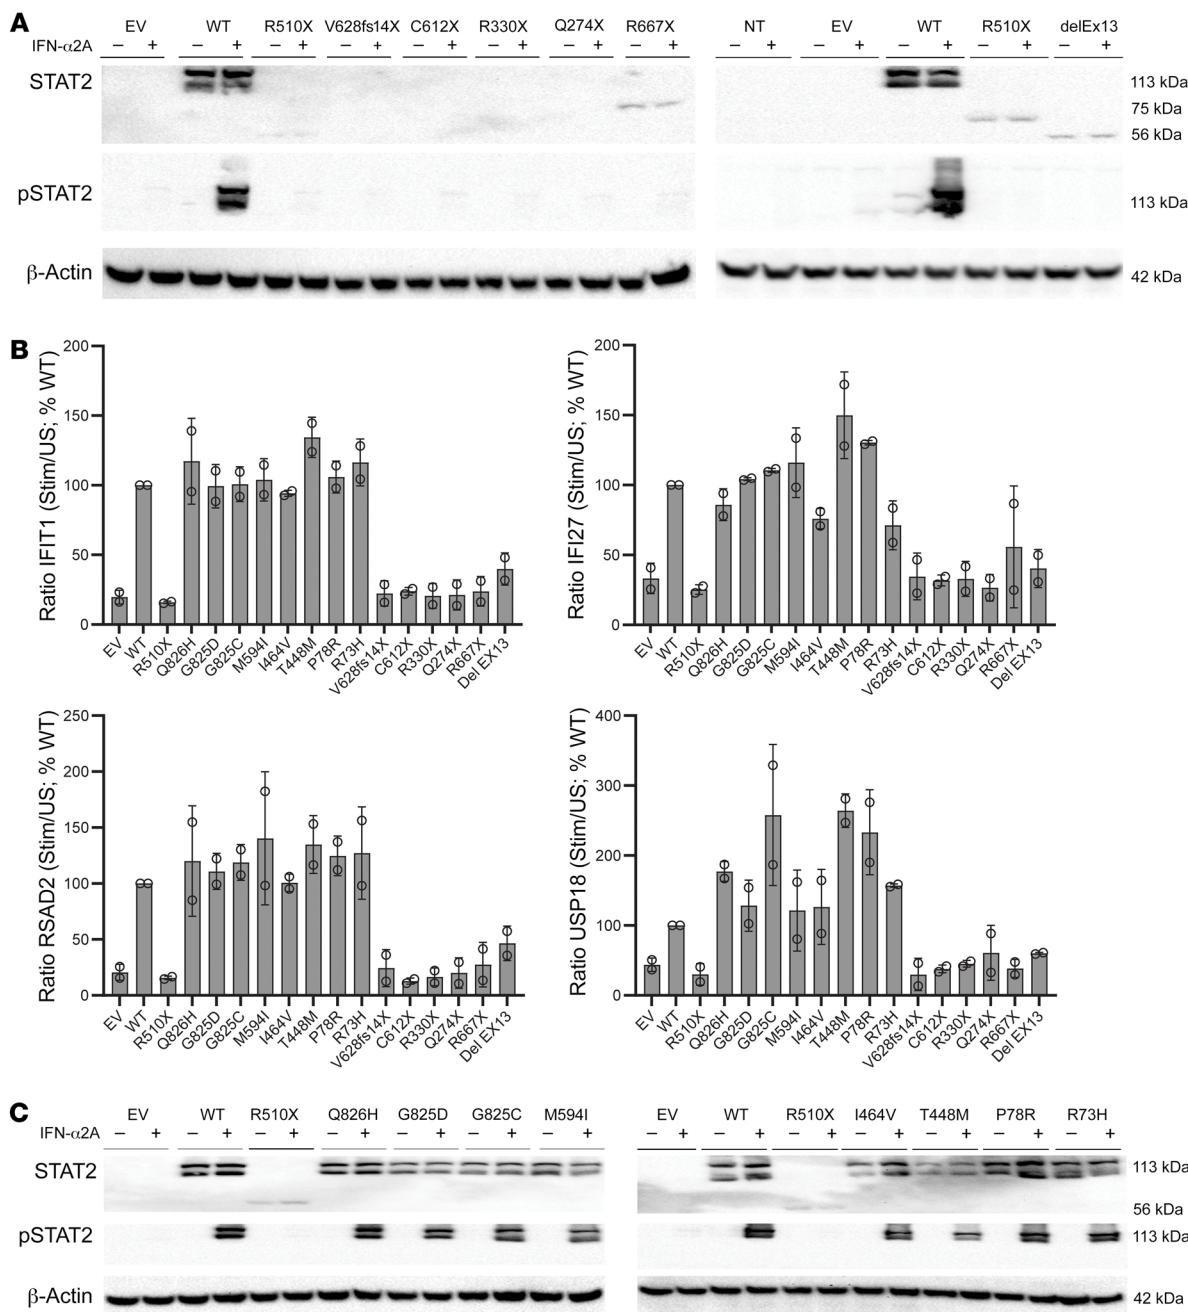 A
EV WT R510X V628fs14X C612X R330X Q274X R667X NT EV WT R510X delEx13
IFN-α2A – + – + – + – + – + – + – + – + – + – + – + – + – +
STAT2
113 kDa
75 kDa
56 kDa
pSTAT2
113 kDa
β-Actin
42 kDa
B
Ratio IFIT1 (Stim/US; % WT)
200
150
100
50
0
EV WT R510X Q826H G825D G825C M594I I464V T448M P78R R73H V628fs14X C612X R330X Q274X R667X Del EX13
Ratio IFI27 (Stim/US; % WT)
200
150
100
50
0
EV WT R510X Q826H G825D G825C M594I I464V T448M P78R R73H V628fs14X C612X R330X Q274X R667X Del EX13
Ratio RSAD2 (Stim/US; % WT)
250
200
150
100
50
0
EV WT R510X Q826H G825D G825C M594I I464V T448M P78R R73H V628fs14X C612X R330X Q274X R667X Del EX13
Ratio USP18 (Stim/US; % WT)
400
300
200
100
0
EV WT R510X Q826H G825D G825C M594I I464V T448M P78R R73H V628fs14X C612X R330X Q274X R667X Del EX13
C
EV WT R510X Q826H G825D G825C M594I EV WT R510X I464V T448M P78R R73H
IFN-α2A – + – + – + – + – + – + – + – + – + – + – + – + – + – +
STAT2
113 kDa
56 kDa
pSTAT2
113 kDa
β-Actin
42 kDa